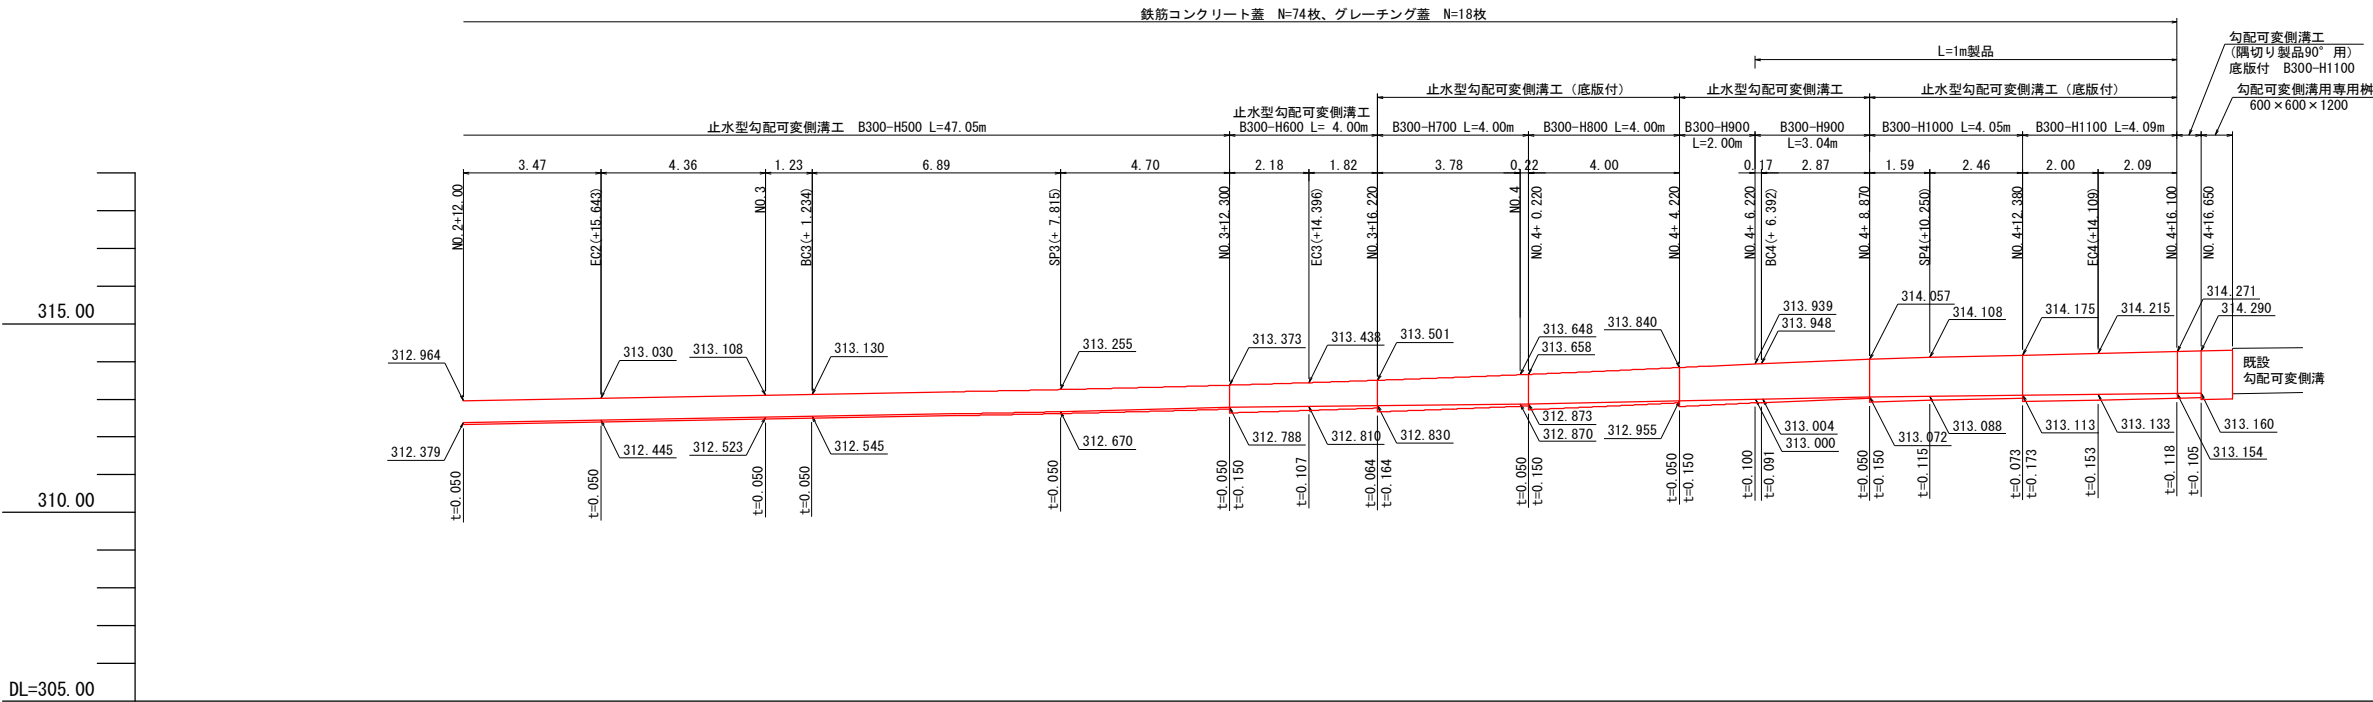 鉄筋コンクリート蓋　N=74枚、グレーチング蓋　N=18枚
勾配可変側溝工
(隅切り製品90°用)
底版付　B300-H1100
L=1m製品
勾配可変側溝用専用桝
600×600×1200
止水型勾配可変側溝工（底版付）
止水型勾配可変側溝工
止水型勾配可変側溝工（底版付）
止水型勾配可変側溝工
止水型勾配可変側溝工　B300-H500 L=47.05m
B300-H600 L= 4.00m
B300-H700 L=4.00m
B300-H800 L=4.00m
B300-H900
L=2.00m
B300-H900
L=3.04m
B300-H1000 L=4.05m
B300-H1100 L=4.09m
3.47
4.36
1.23
6.89
4.70
2.18
1.82
3.78
0.22
4.00
0.17
2.87
1.59
2.46
2.00
2.09
NO.2+12.00
EC2(+15.643)
NO.3
BC3(+ 1.234)
SP3(+ 7.815)
NO.3+12.300
EC3(+14.396)
NO.3+16.220
NO.4
NO.4+ 0.220
NO.4+ 4.220
NO.4+ 6.220
BC4(+ 6.392)
NO.4+ 8.870
SP4(+10.250)
NO.4+12.380
EC4(+14.109)
NO.4+16.100
NO.4+16.650
315.00
312.964
313.030
313.108
313.130
313.255
313.373
313.438
313.501
313.648
313.658
313.840
313.939
313.948
314.057
314.108
314.175
314.215
314.271
314.290
既設
勾配可変側溝
312.379
312.445
312.523
312.545
312.670
312.788
312.810
312.830
312.873
312.870
312.955
313.004
313.000
313.072
313.088
313.113
313.133
313.160
313.154
t=0.050
t=0.050
t=0.050
t=0.050
t=0.050
t=0.050
t=0.150
t=0.107
t=0.064
t=0.164
t=0.050
t=0.150
t=0.050
t=0.150
t=0.100
t=0.091
t=0.050
t=0.150
t=0.115
t=0.073
t=0.173
t=0.153
t=0.118
t=0.105
310.00
DL=305.00